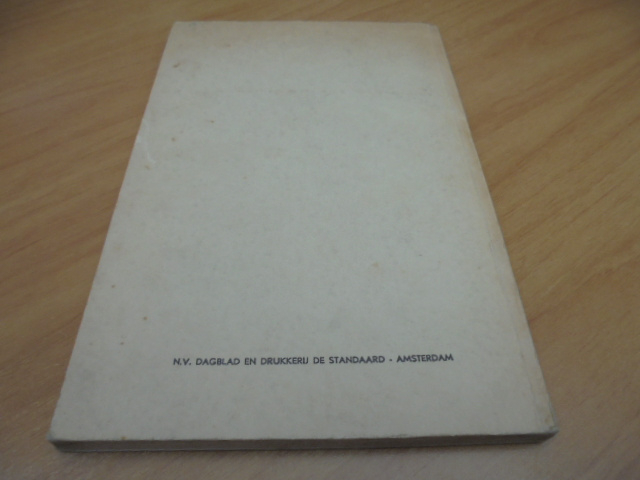 N.V. DAGBLAD EN DRUKKERIJ DE STANDAARD - AMSTERDAM